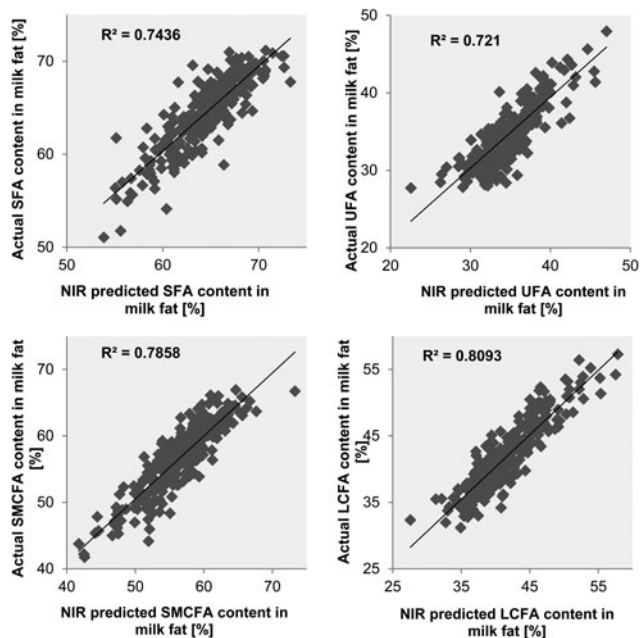 R² = 0.7436
Actual SFA content in milk fat [%]
70
60
50
50
60
70
NIR predicted SFA content in
milk fat [%]
R² = 0.721
Actual UFA content in milk fat [%]
50
40
30
20
20
30
40
50
NIR predicted UFA content in
milk fat [%]
R² = 0.7858
Actual SMCFA content in milk fat
[%]
70
60
50
40
40
50
60
70
NIR predicted SMCFA content in
milk fat [%]
R² = 0.8093
Actual LCFA content in milk fat
[%]
55
45
35
25
25
35
45
55
NIR predicted LCFA content in
milk fat [%]